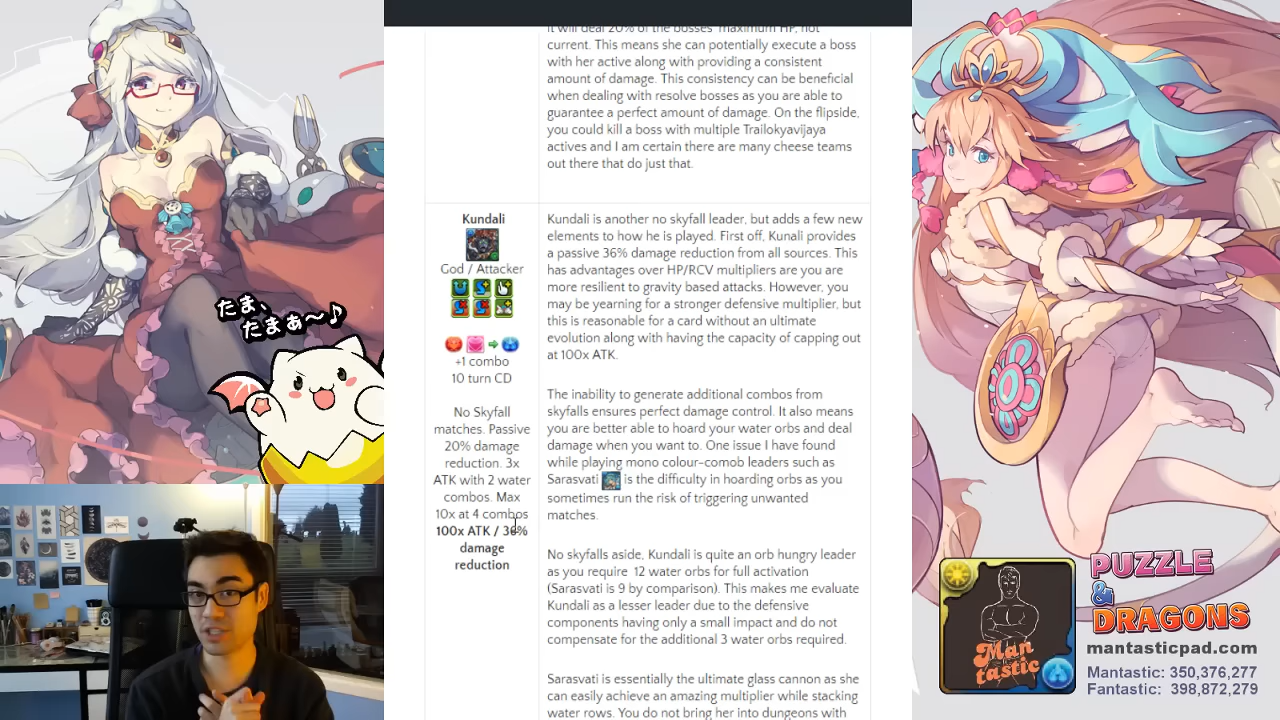 it will deal 20% of the bosses' maximum HP, not
current. This means she can potentially execute a boss
with her active along with providing a consistent
amount of damage. This consistency can be beneficial
when dealing with resolve bosses as you are able to
guarantee a perfect amount of damage. On the flipside,
you could kill a boss with multiple Trailokyavijaya
actives and I am certain there are many cheese teams
out there that do just that.
Kundali
God / Attacker
+1 combo
10 turn CD
No Skyfall
matches. Passive
20% damage
reduction. 3x
ATK with 2 water
combos. Max
10x at 4 combos
100x ATK / 36%
damage
reduction
Kundali is another no skyfall leader, but adds a few new
elements to how he is played. First off, Kunali provides
a passive 36% damage reduction from all sources. This
has advantages over HP/RCV multipliers are you are
more resilient to gravity based attacks. However, you
may be yearning for a stronger defensive multiplier, but
this is reasonable for a card without an ultimate
evolution along with having the capacity of capping out
at 100x ATK.
The inability to generate additional combos from
skyfalls ensures perfect damage control. It also means
you are better able to hoard your water orbs and deal
damage when you want to. One issue I have found
while playing mono colour-comob leaders such as
Sarasvati is the difficulty in hoarding orbs as you
sometimes run the risk of triggering unwanted
matches.
No skyfalls aside, Kundali is quite an orb hungry leader
as you require 12 water orbs for full activation
(Sarasvati is 9 by comparison). This makes me evaluate
Kundali as a lesser leader due to the defensive
components having only a small impact and do not
compensate for the additional 3 water orbs required.
Sarasvati is essentially the ultimate glass cannon as she
can easily achieve an amazing multiplier while stacking
water rows. You do not bring her into dungeons with
たま、
たまぁ〜♪
Man
tastic
PUZZLE
&
DRAGONS
mantasticpad.com
Mantastic: 350,376,277
Fantastic: 398,872,279